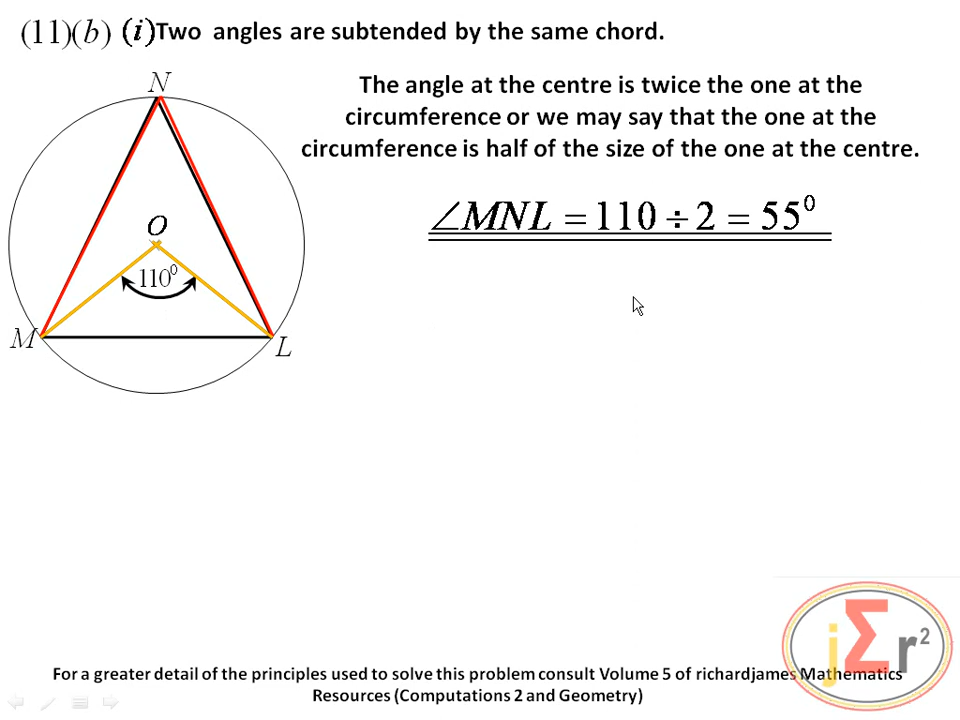 (11)(b) (i) Two angles are subtended by the same chord.
The angle at the centre is twice the one at the
circumference or we may say that the one at the
circumference is half of the size of the one at the centre.
∠MNL = 110 ÷ 2 = 55⁰
N
O
110⁰
M
L
jΣr²
For a greater detail of the principles used to solve this problem consult Volume 5 of richardjames Mathematics
Resources (Computations 2 and Geometry)